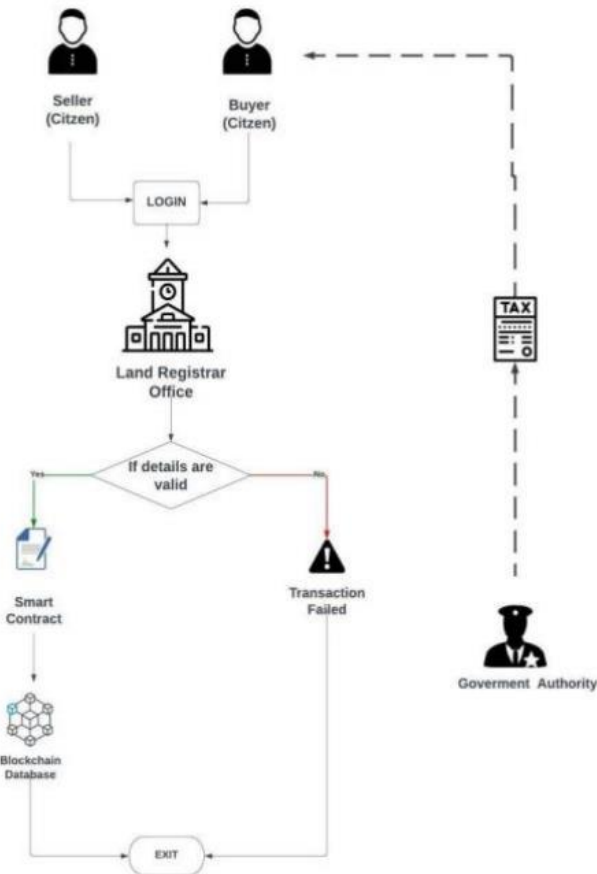 Seller
(Citzen)
Buyer
(Citzen)
LOGIN
TAX
Land Registrar
Office
If details are
valid
Yes
No
Smart
Contract
Transaction
Failed
Goverment Authority
Blockchain
Database
EXIT